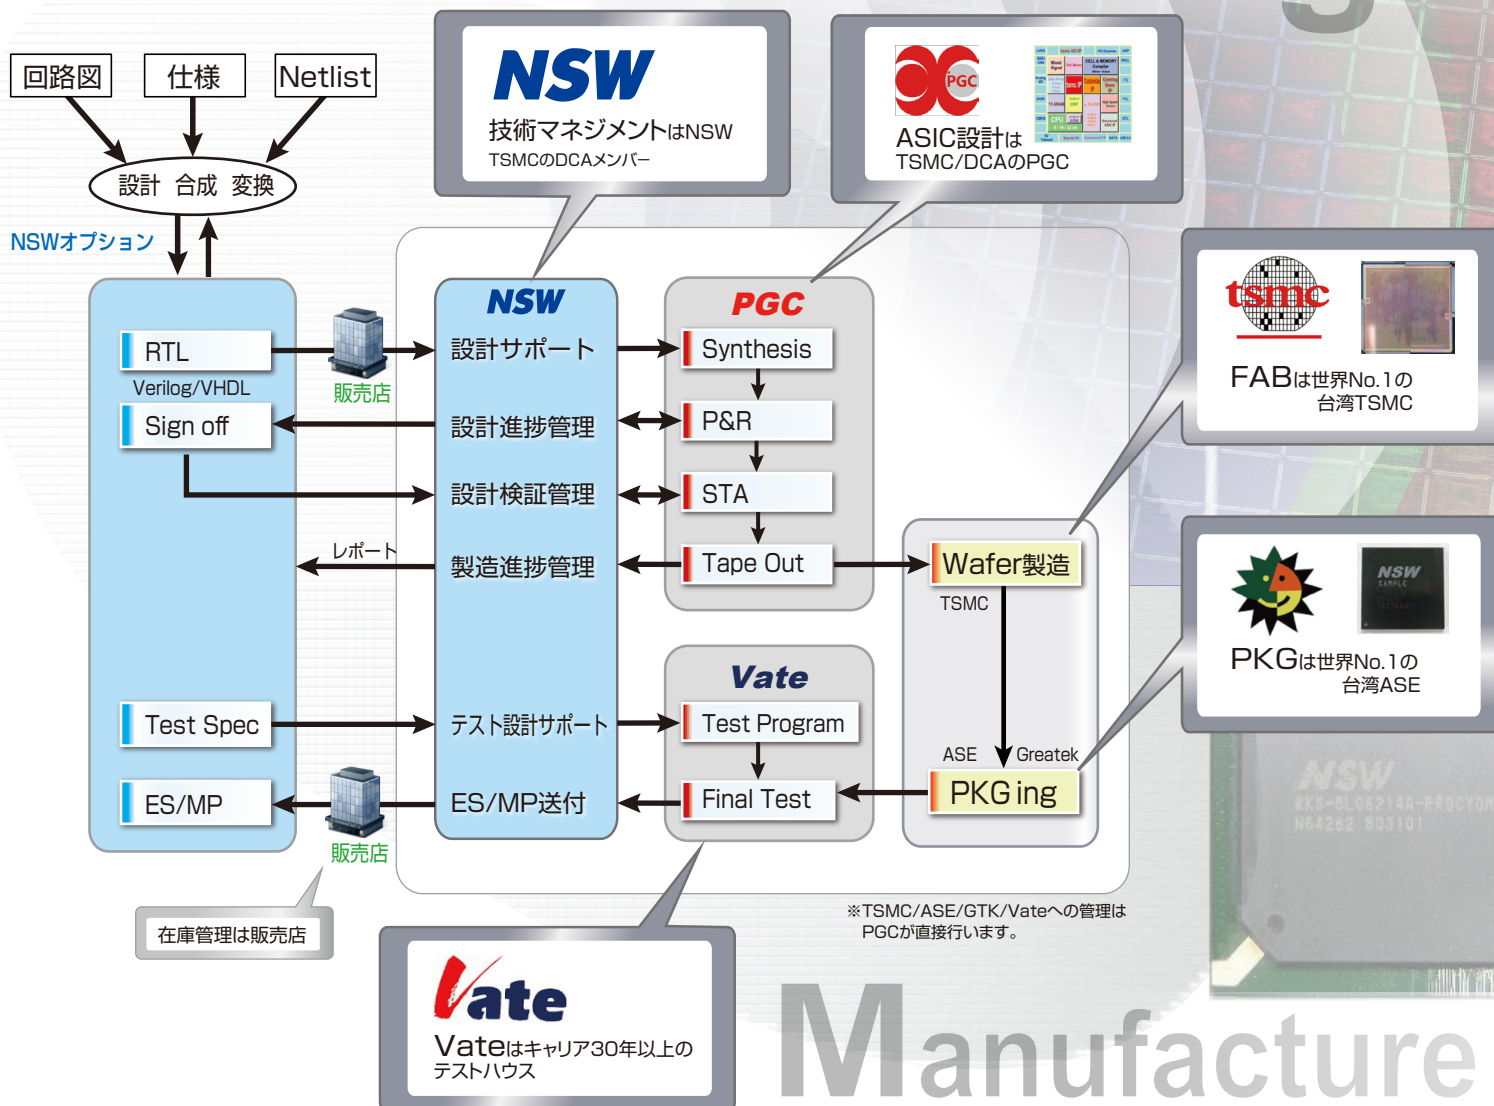 g
回路図
仕様
Netlist
設計 合成 変換
NSWオプション
NSW
技術マネジメントはNSW
TSMCのDCAメンバー
PGC
ASIC設計は
TSMC/DCAのPGC
CELL & MEMORY
Compiler
CPU
tsmc
FABは世界No.1の
台湾TSMC
NSW
SAMPLE
PKGは世界No.1の
台湾ASE
RTL
Verilog/VHDL
Sign off
Test Spec
ES/MP
販売店
レポート
販売店
在庫管理は販売店
NSW
設計サポート
設計進捗管理
設計検証管理
製造進捗管理
テスト設計サポート
ES/MP送付
PGC
Synthesis
P&R
STA
Tape Out
Vate
Test Program
Final Test
Wafer製造
TSMC
ASE Greatek
PKG ing
※TSMC/ASE/GTK/Vateへの管理は
PGCが直接行います。
Vate
Vateはキャリア30年以上の
テストハウス
NSW
Manufacture